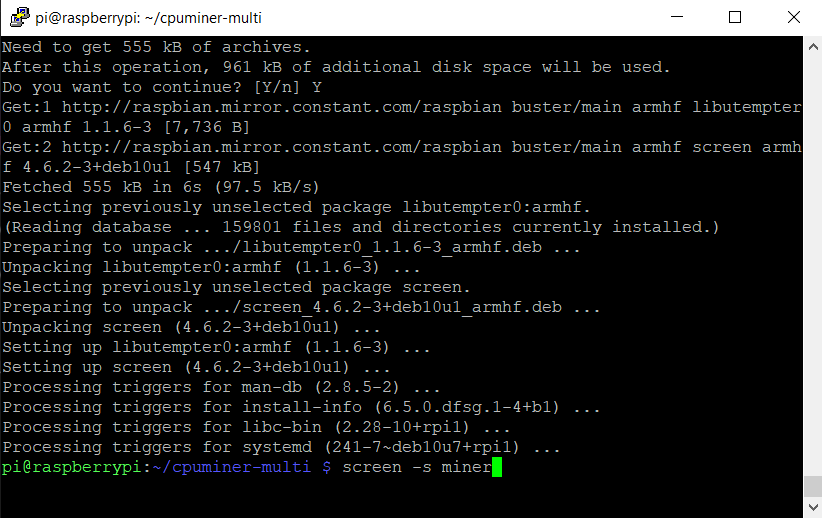 pi@raspberrypi: ~/cpuminer-multi
Need to get 555 kB of archives.
After this operation, 961 kB of additional disk space will be used.
Do you want to continue? [Y/n] Y
Get:1 http://raspbian.mirror.constant.com/raspbian buster/main armhf libutempter
0 armhf 1.1.6-3 [7,736 B]
Get:2 http://raspbian.mirror.constant.com/raspbian buster/main armhf screen armh
f 4.6.2-3+deb10u1 [547 kB]
Fetched 555 kB in 6s (97.5 kB/s)
Selecting previously unselected package libutempter0:armhf.
(Reading database ... 159801 files and directories currently installed.)
Preparing to unpack .../libutempter0_1.1.6-3_armhf.deb ...
Unpacking libutempter0:armhf (1.1.6-3) ...
Selecting previously unselected package screen.
Preparing to unpack .../screen_4.6.2-3+deb10u1_armhf.deb ...
Unpacking screen (4.6.2-3+deb10u1) ...
Setting up libutempter0:armhf (1.1.6-3) ...
Setting up screen (4.6.2-3+deb10u1) ...
Processing triggers for man-db (2.8.5-2) ...
Processing triggers for install-info (6.5.0.dfsg.1-4+b1) ...
Processing triggers for libc-bin (2.28-10+rpi1) ...
Processing triggers for systemd (241-7~deb10u7+rpi1) ...
pi@raspberrypi:~/cpuminer-multi $ screen -s miner